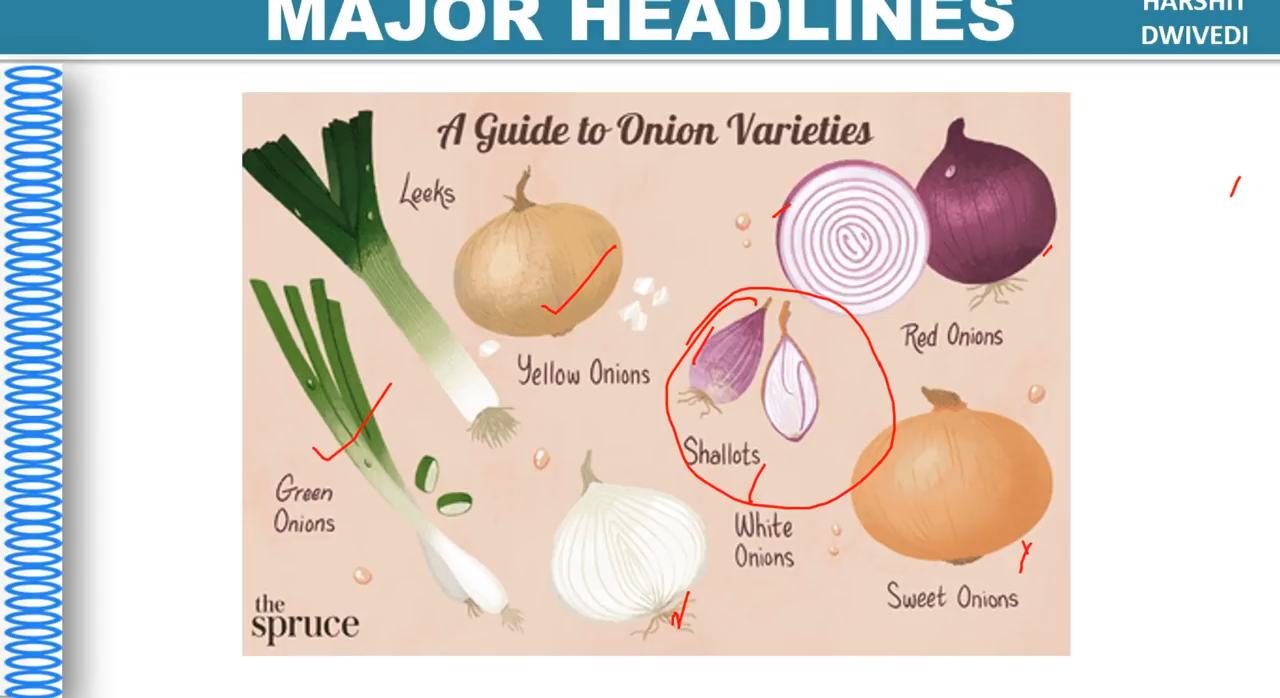 MAJOR HEADLINES
HARSHIT
DWIVEDI
A Guide to Onion Varieties
Leeks
Yellow Onions
Red Onions
Shallots
Green
Onions
White
Onions
Sweet Onions
the
spruce